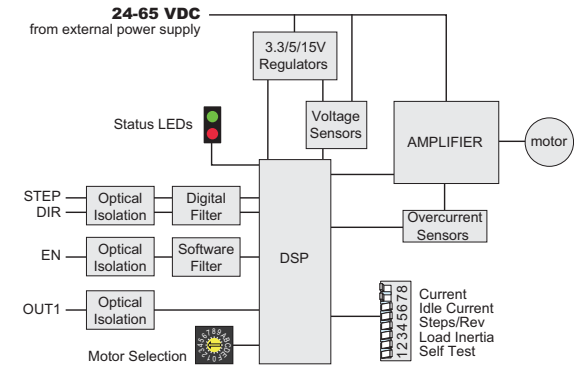 24-65 VDC
from external power supply
3.3/5/15V
Regulators
Status LEDs
Voltage
Sensors
AMPLIFIER
motor
STEP
DIR
Optical
Isolation
Digital
Filter
Overcurrent
Sensors
EN
Optical
Isolation
Software
Filter
DSP
OUT1
Optical
Isolation
12345678
Current
Idle Current
Steps/Rev
Load Inertia
Self Test
Motor Selection
0123456789ABCDEF